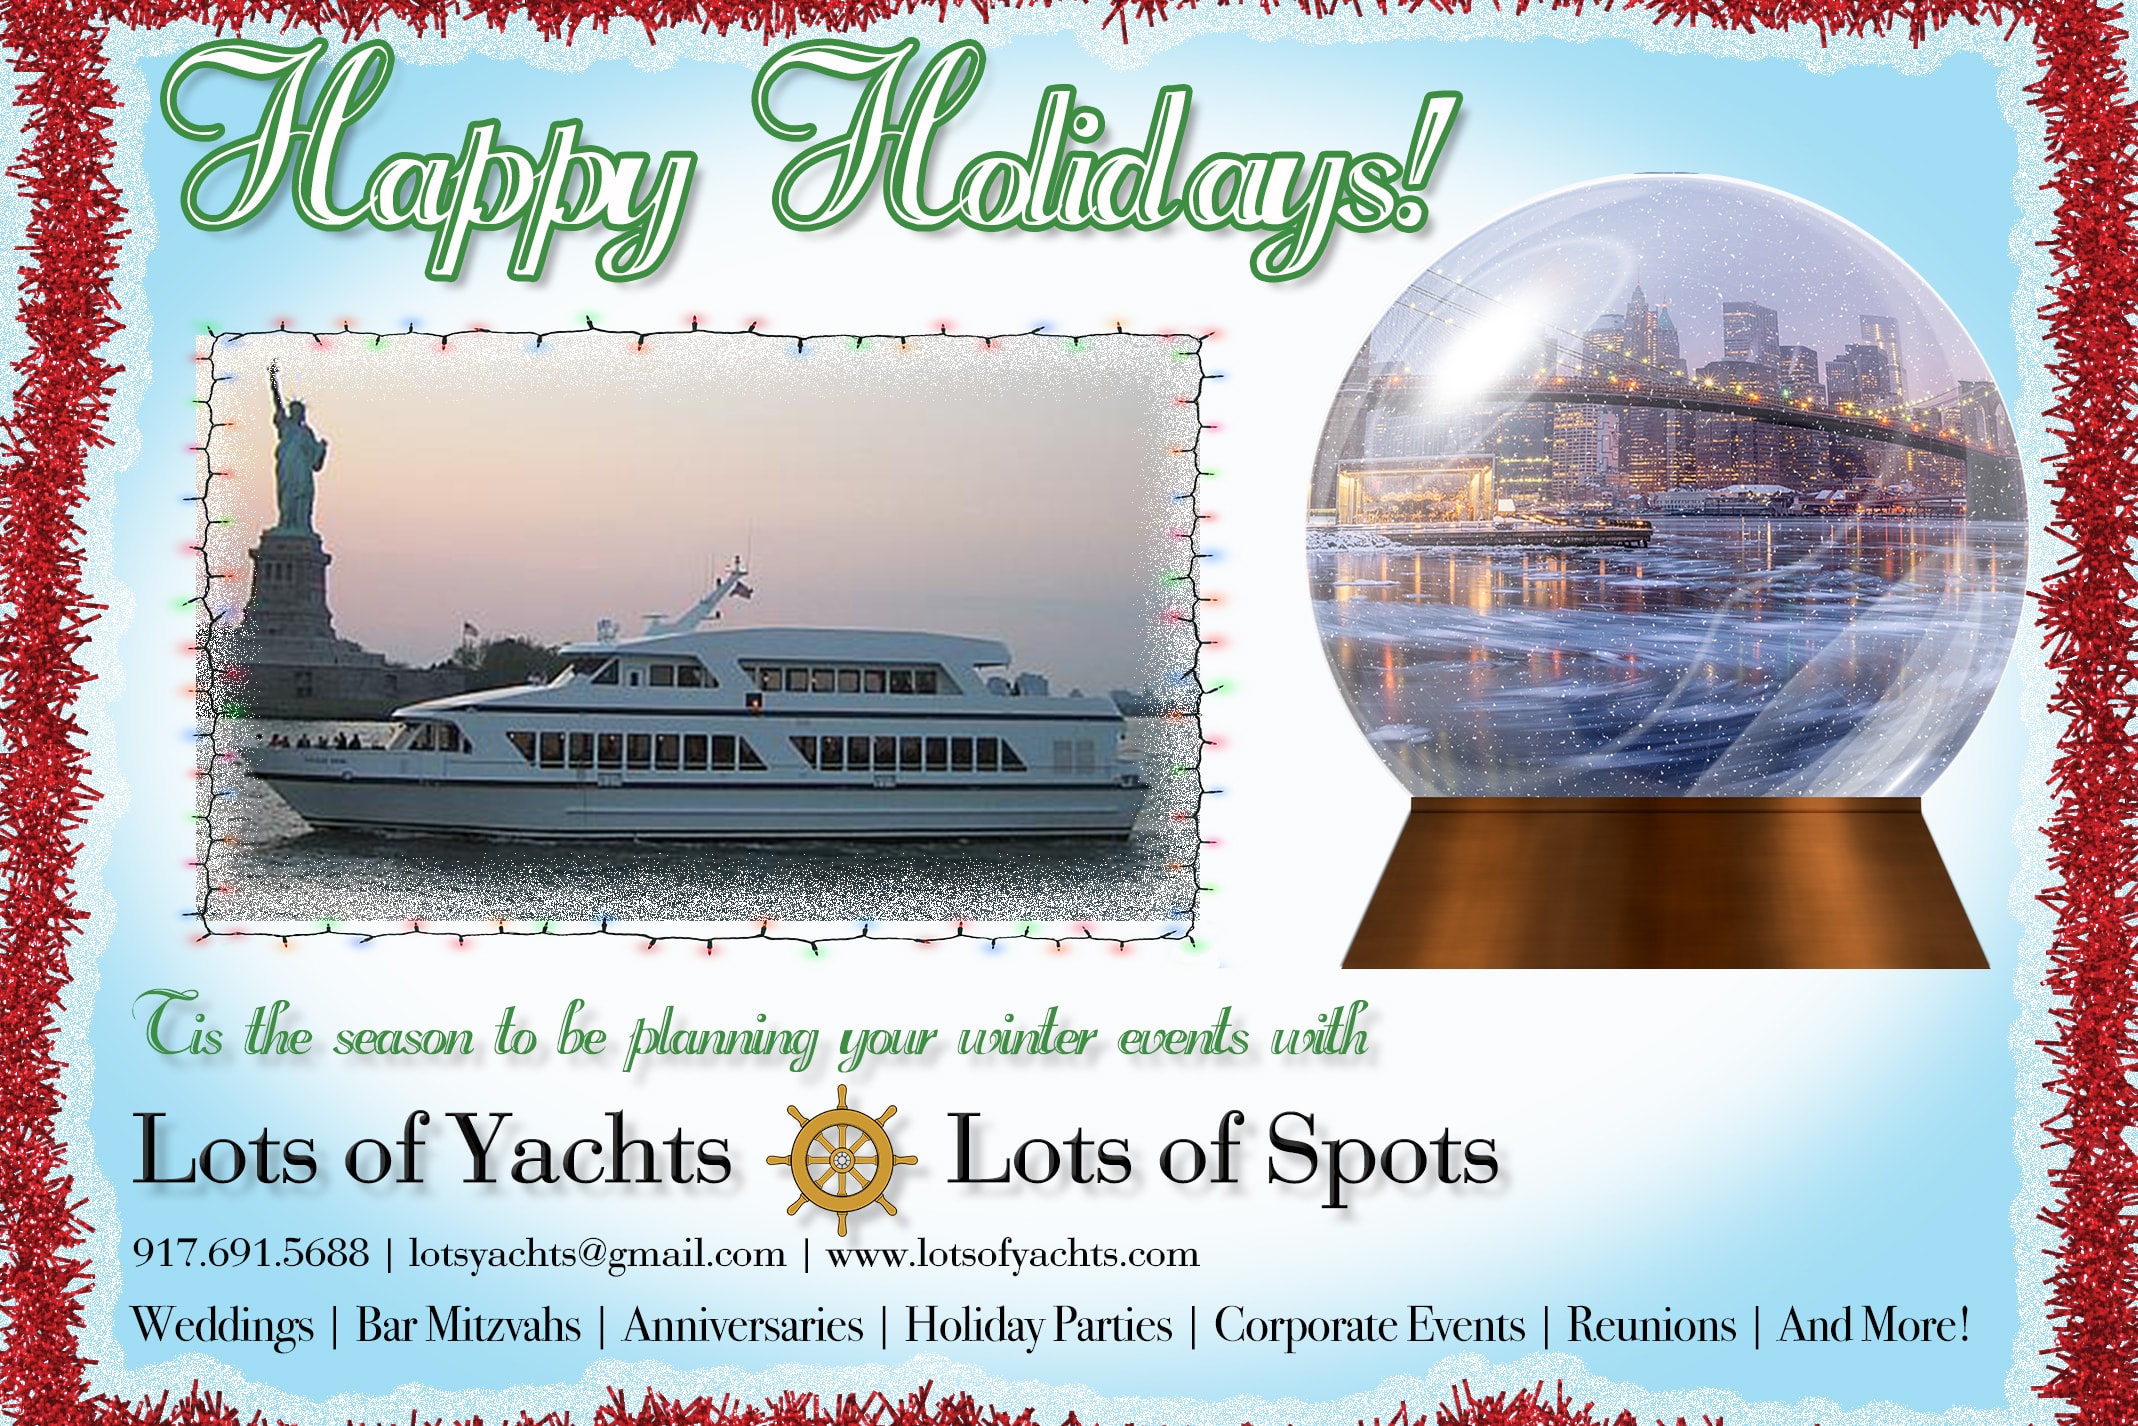 Happy Holidays!
Tis the season to be planning your winter events with
Lots of Yachts Lots of Spots
917.691.5688 | lotsyachts@gmail.com | www.lotsofyachts.com
Weddings | Bar Mitzvahs | Anniversaries | Holiday Parties | Corporate Events | Reunions | And More!